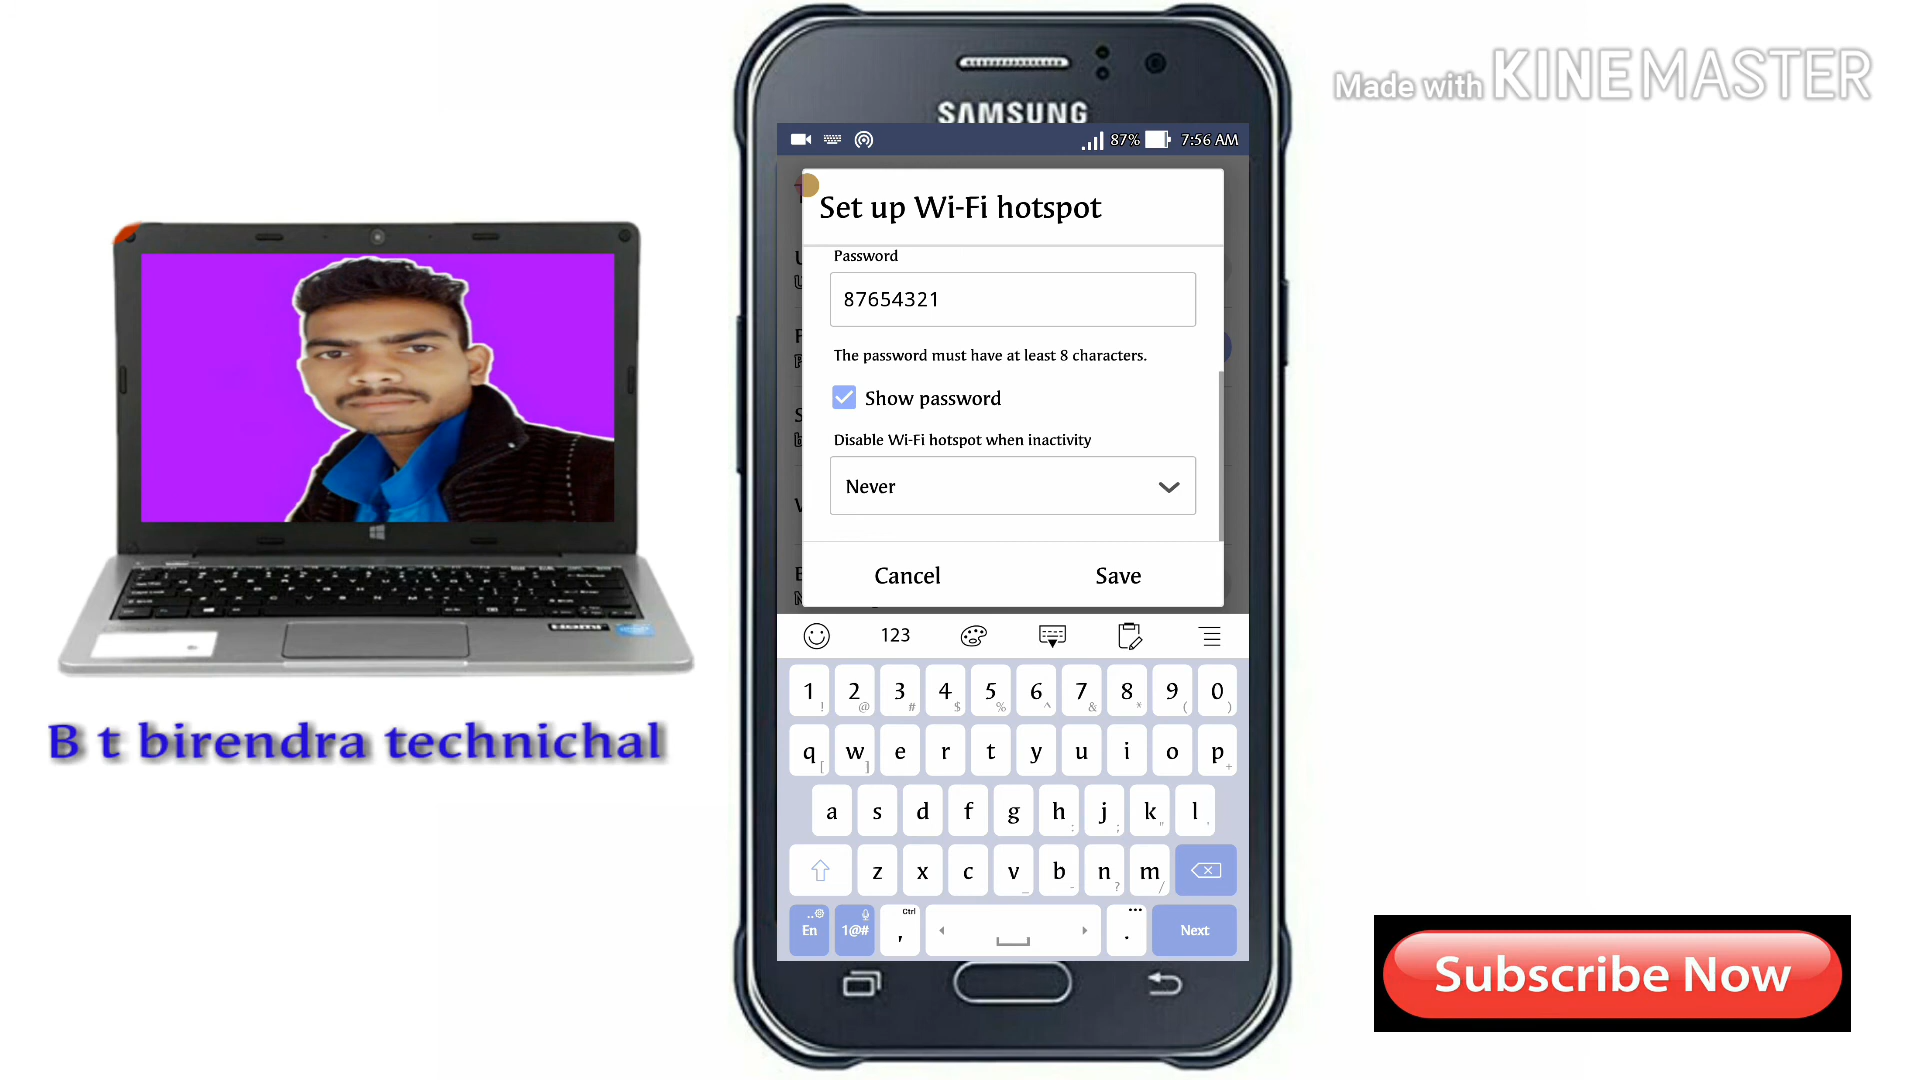 Made with KINEMASTER
SAMSUNG
87% 7:56 AM
Set up Wi-Fi hotspot
Password
87654321
The password must have at least 8 characters.
Show password
Disable Wi-Fi hotspot when inactivity
Never
Cancel Save
123
1 2 3 4 5 6 7 8 9 0
! @ # $ % ^ & * ( )
q w e r t y u i o p
[ ] +
a s d f g h j k l
: ; " '
z x c v b n m
_ - ? /
En 1@# Ctrl , . Next
B t birendra technichal
Subscribe Now